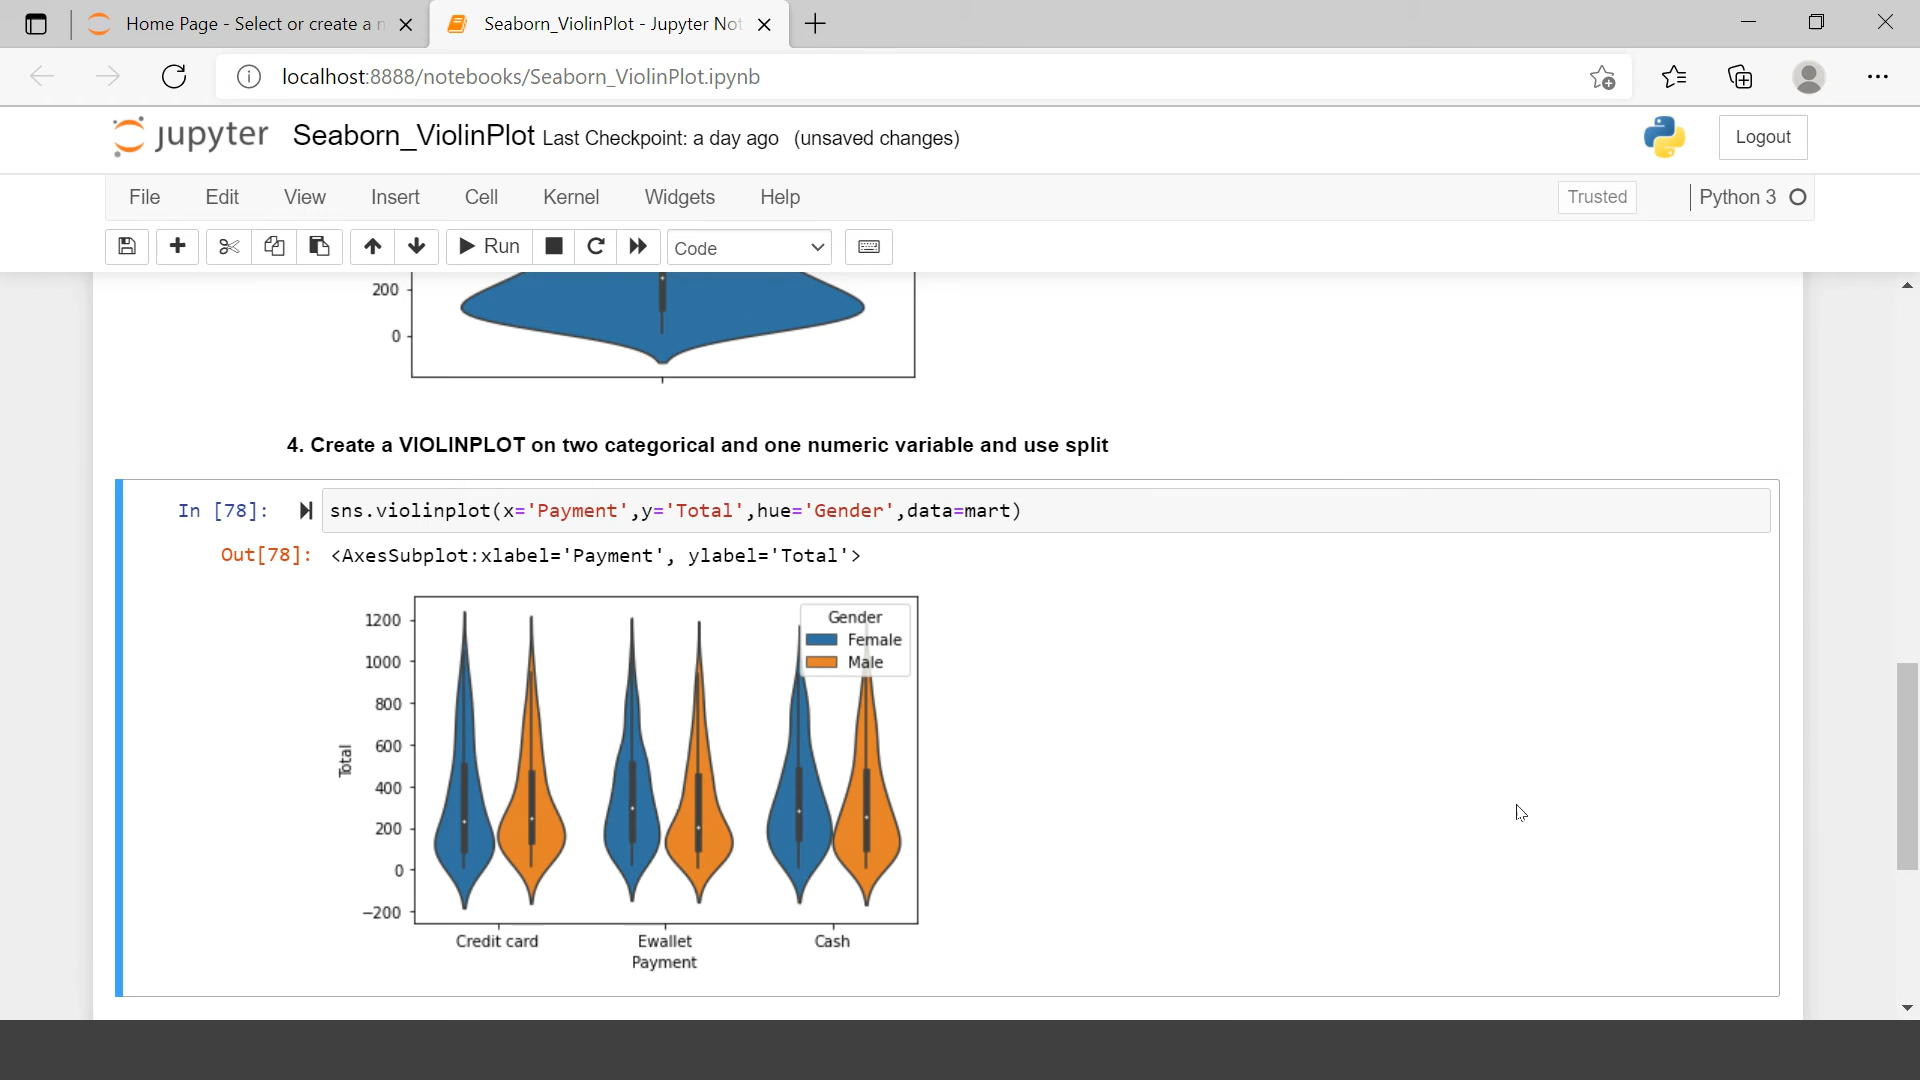 Home Page - Select or create a n
Seaborn_ViolinPlot - Jupyter Not
localhost:8888/notebooks/Seaborn_ViolinPlot.ipynb
jupyter Seaborn_ViolinPlot Last Checkpoint: a day ago (unsaved changes)
Logout
File Edit View Insert Cell Kernel Widgets Help
Trusted
Python 3
Run
Code
200
0
4. Create a VIOLINPLOT on two categorical and one numeric variable and use split
In [78]: sns.violinplot(x='Payment',y='Total',hue='Gender',data=mart)
Out[78]: <AxesSubplot:xlabel='Payment', ylabel='Total'>
Gender
Female
Male
1200
1000
800
600
400
200
0
−200
Total
Credit card Ewallet Cash
Payment